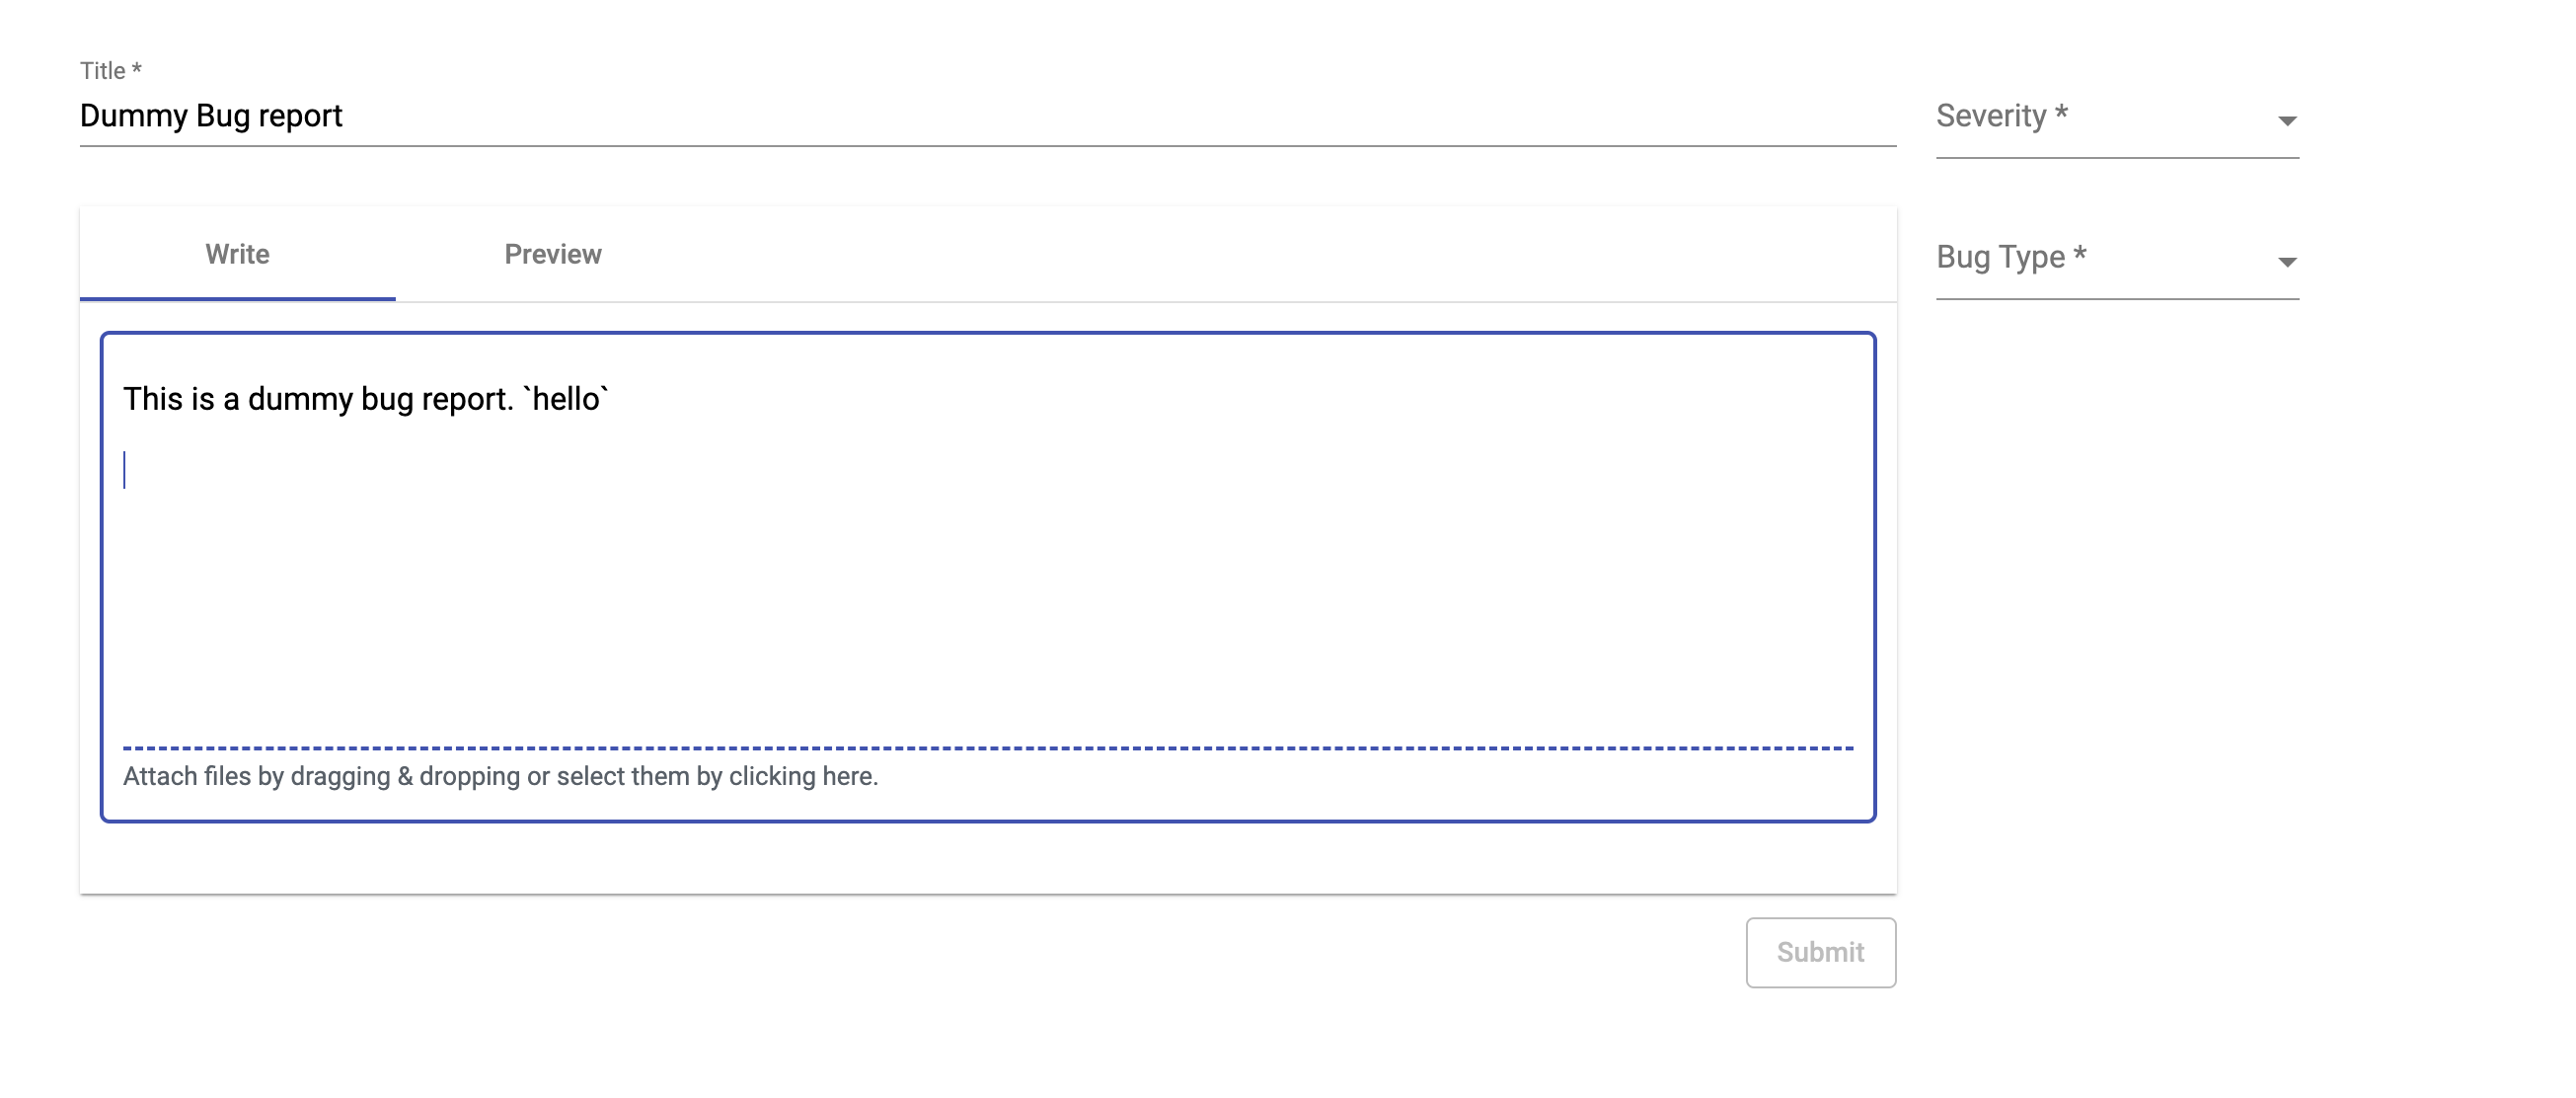 Title *
Dummy Bug report
Severity *
Write
Preview
Bug Type *
This is a dummy bug report. `hello`
Attach files by dragging & dropping or select them by clicking here.
Submit